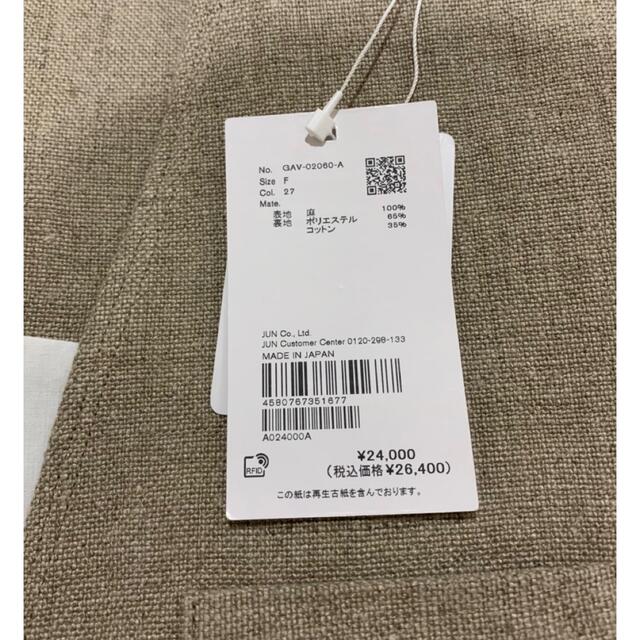 No. GAV-02060-A
Size F
Col. 27
Mate.
表地 麻 100%
裏地 ポリエステル 65%
コットン 35%
JUN Co., Ltd.
JUN Customer Center 0120-298-133
MADE IN JAPAN
4580767351677
A024000A
RFID
¥24,000
(税込価格¥26,400)
この紙は再生古紙を含んでおります。